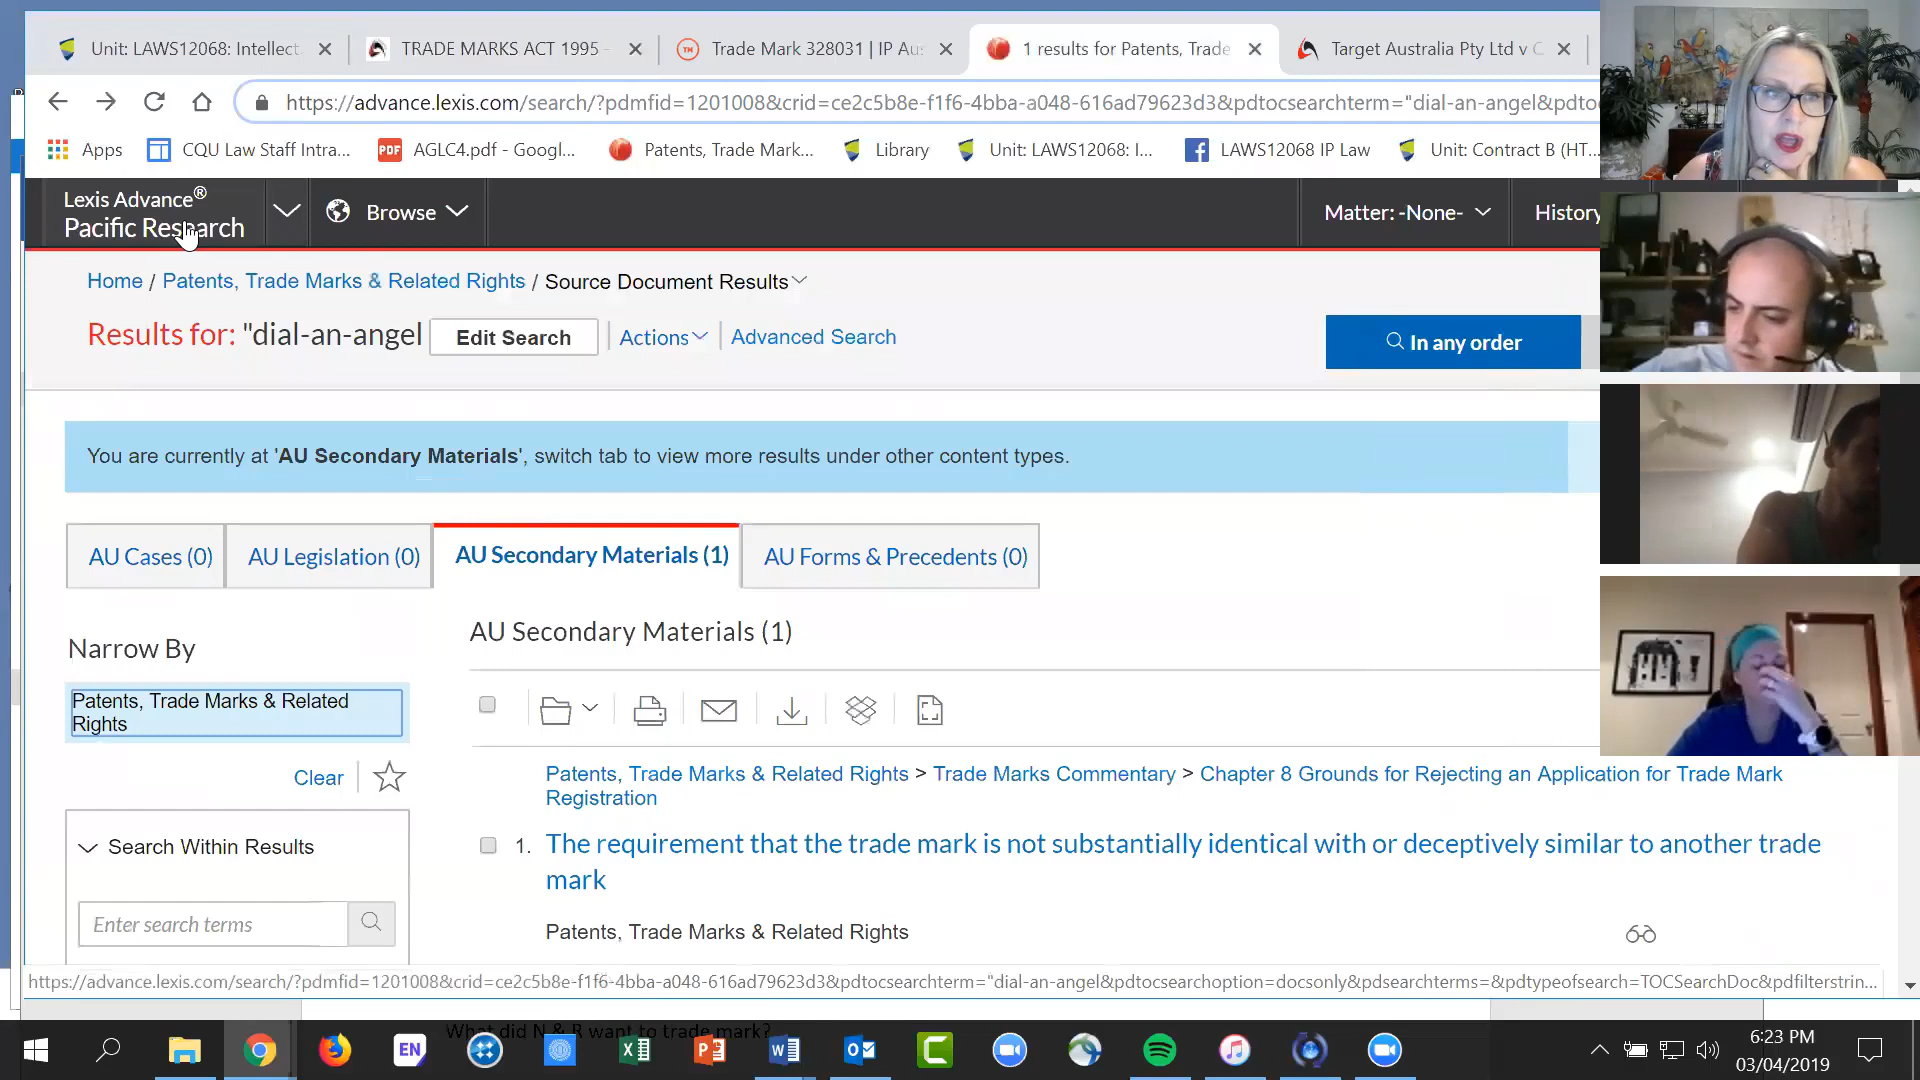 Unit: LAWS12068: Intellect
TRADE MARKS ACT 1995 -
Trade Mark 328031 | IP Au
1 results for Patents, Trade
Target Australia Pty Ltd v C
https://advance.lexis.com/search/?pdmfid=1201008&crid=ce2c5b8e-f1f6-4bba-a048-616ad79623d3&pdtocsearchterm="dial-an-angel&pdto
Apps
CQU Law Staff Intra...
AGLC4.pdf - Googl...
Patents, Trade Mark...
Library
Unit: LAWS12068: I...
LAWS12068 IP Law
Unit: Contract B (HT...
Lexis Advance®
Pacific Research
Browse
Matter: -None-
History
Home / Patents, Trade Marks & Related Rights / Source Document Results
Results for: "dial-an-angel
Edit Search
Actions
Advanced Search
In any order
You are currently at 'AU Secondary Materials', switch tab to view more results under other content types.
AU Cases (0)
AU Legislation (0)
AU Secondary Materials (1)
AU Forms & Precedents (0)
Narrow By
AU Secondary Materials (1)
Patents, Trade Marks & Related
Rights
Clear
Patents, Trade Marks & Related Rights > Trade Marks Commentary > Chapter 8 Grounds for Rejecting an Application for Trade Mark
Registration
Search Within Results
1. The requirement that the trade mark is not substantially identical with or deceptively similar to another trade
mark
Enter search terms
Patents, Trade Marks & Related Rights
https://advance.lexis.com/search/?pdmfid=1201008&crid=ce2c5b8e-f1f6-4bba-a048-616ad79623d3&pdtocsearchterm="dial-an-angel&pdtocsearchoption=docsonly&pdsearchterms=&pdtypeofsearch=TOCSearchDoc&pdfilterstrin...
What did N & R want to trade mark?
EN
6:23 PM
03/04/2019